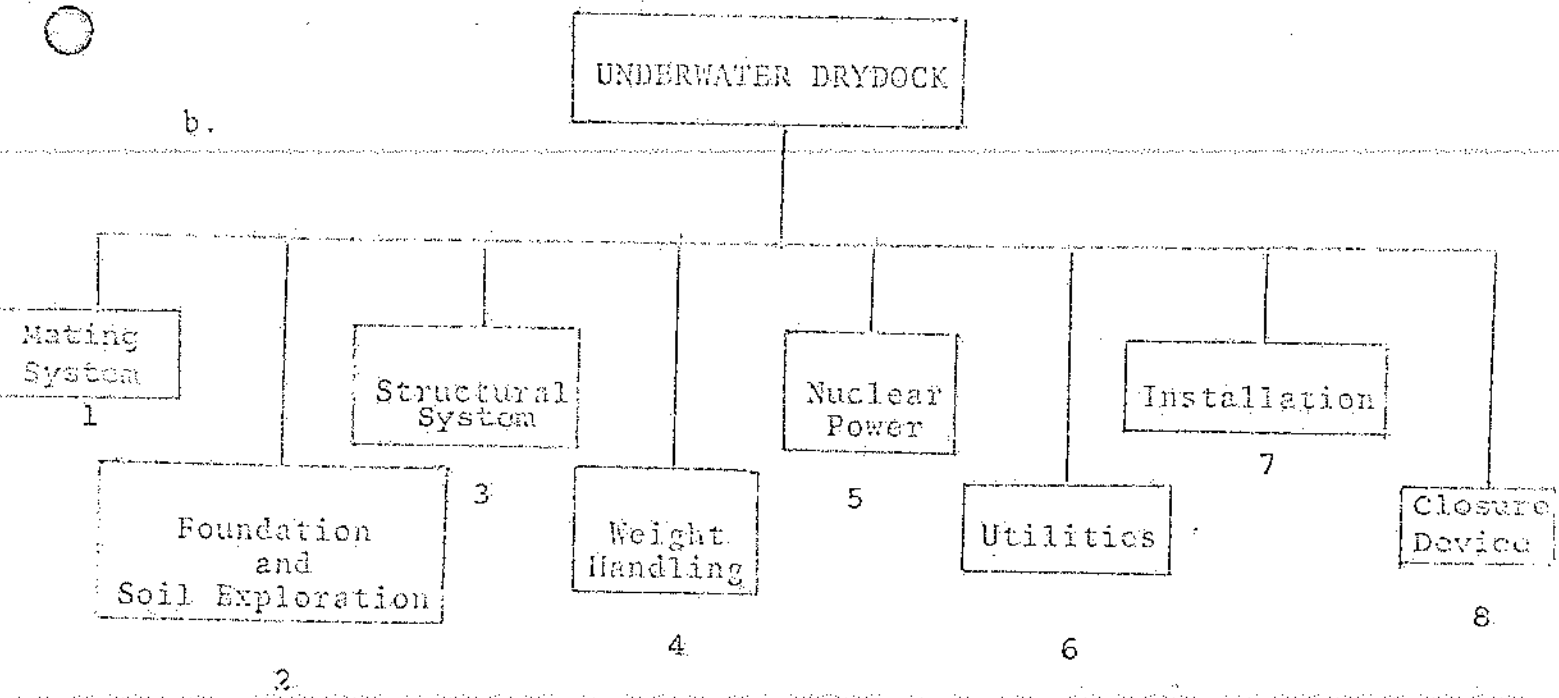 UNDERWATER DRYDOCK
b.
Mating
System
1
Foundation
and
Soil Exploration
2
Structural
System
3
Weight
Handling
4
Nuclear
Power
5
Utilities
6
Installation
7
Closure
Device
8